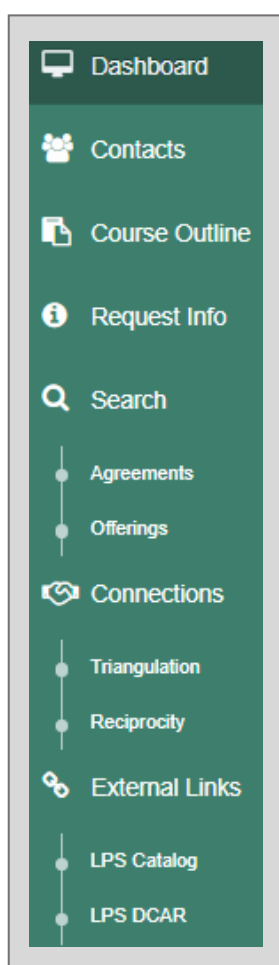 Dashboard
Contacts
Course Outline
Request Info
Search
Agreements
Offerings
Connections
Triangulation
Reciprocity
External Links
LPS Catalog
LPS DCAR